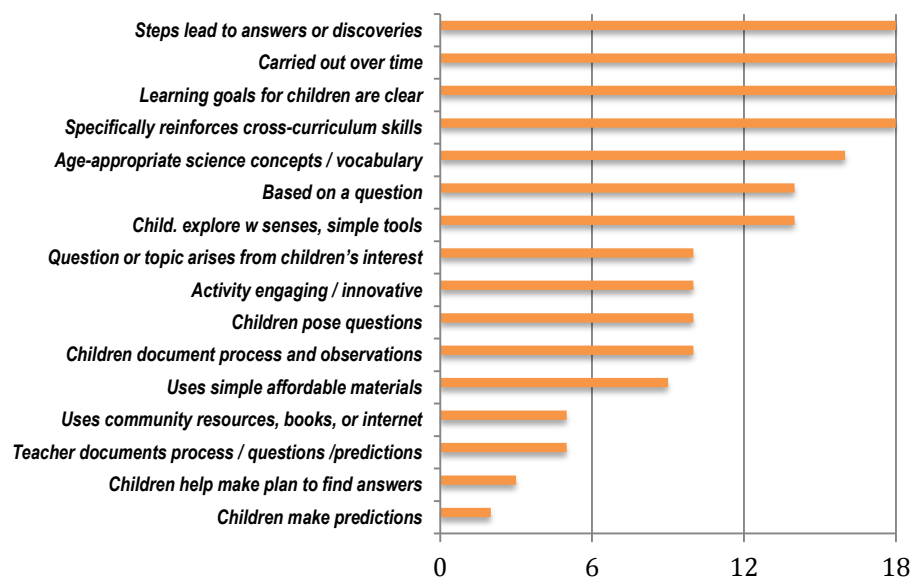 Steps lead to answers or discoveries
Carried out over time
Learning goals for children are clear
Specifically reinforces cross-curriculum skills
Age-appropriate science concepts / vocabulary
Based on a question
Child. explore w senses, simple tools
Question or topic arises from children’s interest
Activity engaging / innovative
Children pose questions
Children document process and observations
Uses simple affordable materials
Uses community resources, books, or internet
Teacher documents process / questions /predictions
Children help make plan to find answers
Children make predictions
0 6 12 18